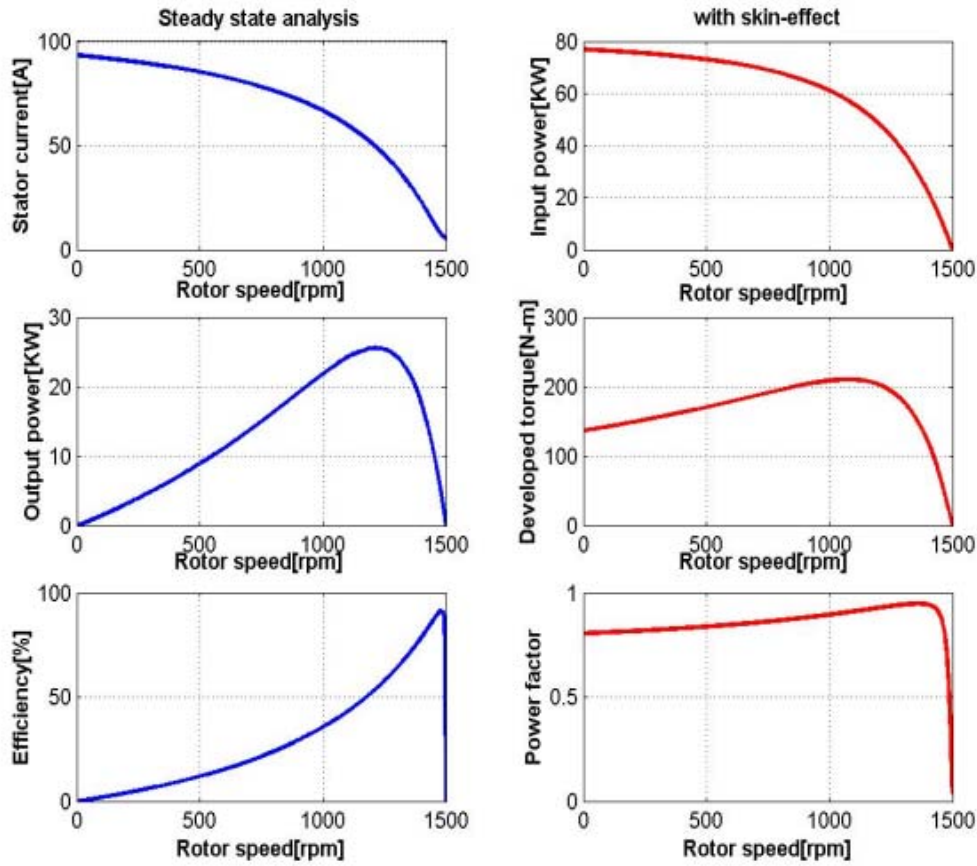 Steady state analysis
with skin-effect
Stator current[A]
100
50
0
0 500 1000 1500
Rotor speed[rpm]
Input power[KW]
80
60
40
20
0
0 500 1000 1500
Rotor speed[rpm]
Output power[KW]
30
20
10
0
0 500 1000 1500
Rotor speed[rpm]
Developed torque[N-m]
300
200
100
0
0 500 1000 1500
Rotor speed[rpm]
Efficiency[%]
100
50
0
0 500 1000 1500
Rotor speed[rpm]
Power factor
1
0.5
0
0 500 1000 1500
Rotor speed[rpm]